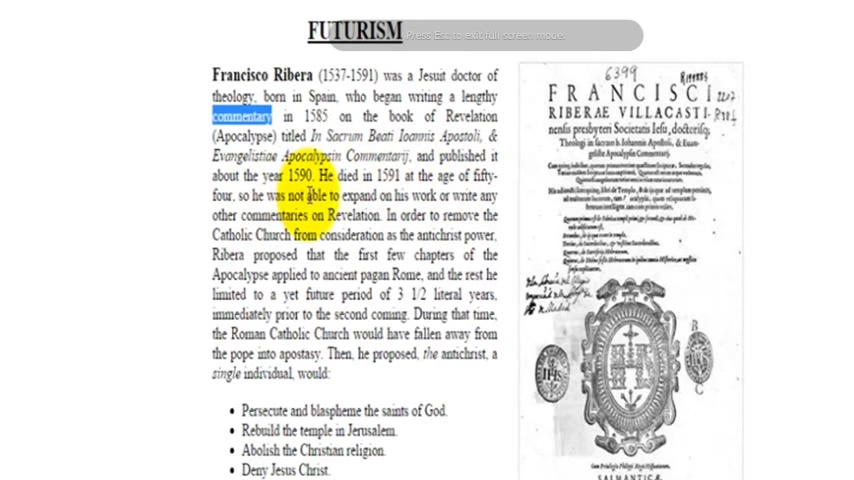 FUTURISM
Press Esc to exit full screen mode.
Francisco Ribera (1537-1591) was a Jesuit doctor of
theology, born in Spain, who began writing a lengthy
commentary in 1585 on the book of Revelation
(Apocalypse) titled In Sacrum Beati Ioannis Apostoli, &
Evangelistiae Apocalypsin Commentarij, and published it
about the year 1590. He died in 1591 at the age of fifty-
four, so he was not able to expand on his work or write any
other commentaries on Revelation. In order to remove the
Catholic Church from consideration as the antichrist power,
Ribera proposed that the first few chapters of the
Apocalypse applied to ancient pagan Rome, and the rest he
limited to a yet future period of 3 1/2 literal years,
immediately prior to the second coming. During that time,
the Roman Catholic Church would have fallen away from
the pope into apostasy. Then, he proposed, the antichrist, a
single individual, would:
• Persecute and blaspheme the saints of God.
• Rebuild the temple in Jerusalem.
• Abolish the Christian religion.
• Deny Jesus Christ.
6399
FRANCISCI
RIBERAE VILLACASTI-
nensis presbyteri Societatis Iesu, doctorisq;
Theologi in sacram b. Iohannis Apostoli, & Euan-
gelistae Apocalypsin Commentarij.
IHS
B
C
SALMANTICÆ